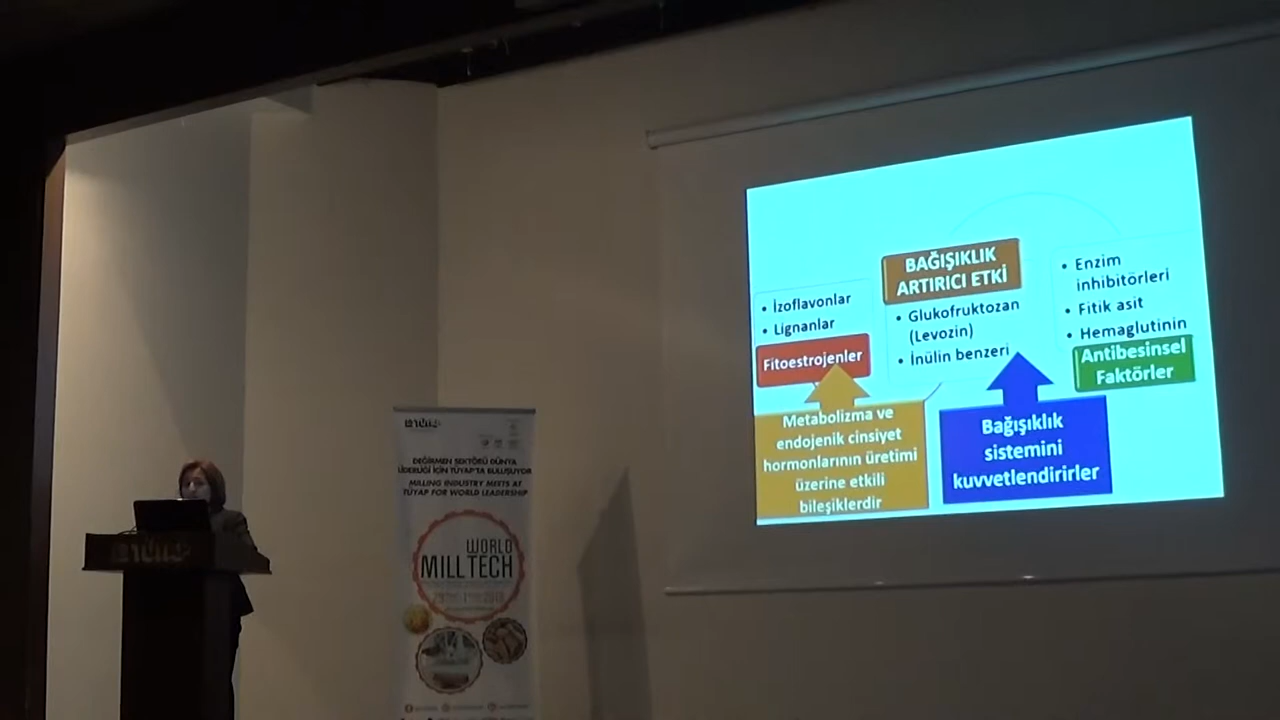 BAĞIŞIKLIK
ARTIRICI ETKİ
• İzoflavonlar
• Lignanlar
Fitoestrojenler
• Glukofruktozan
(Levozin)
• İnülin benzeri
• Enzim
inhibitörleri
• Fitik asit
• Hemaglutinin
Antibesinsel
Faktörler
Metabolizma ve
endojenik cinsiyet
hormonlarının üretimi
üzerine etkili
bileşiklerdir
Bağışıklık
sistemini
kuvvetlendirirler
TÜYAP
DEĞİRMEN SEKTÖRÜ DÜNYA
LİDERLİĞİ İÇİN TÜYAP'TA BULUŞUYOR
MILLING INDUSTRY MEETS AT
TÜYAP FOR WORLD LEADERSHIP
WORLD
MILLTECH
TÜYAP